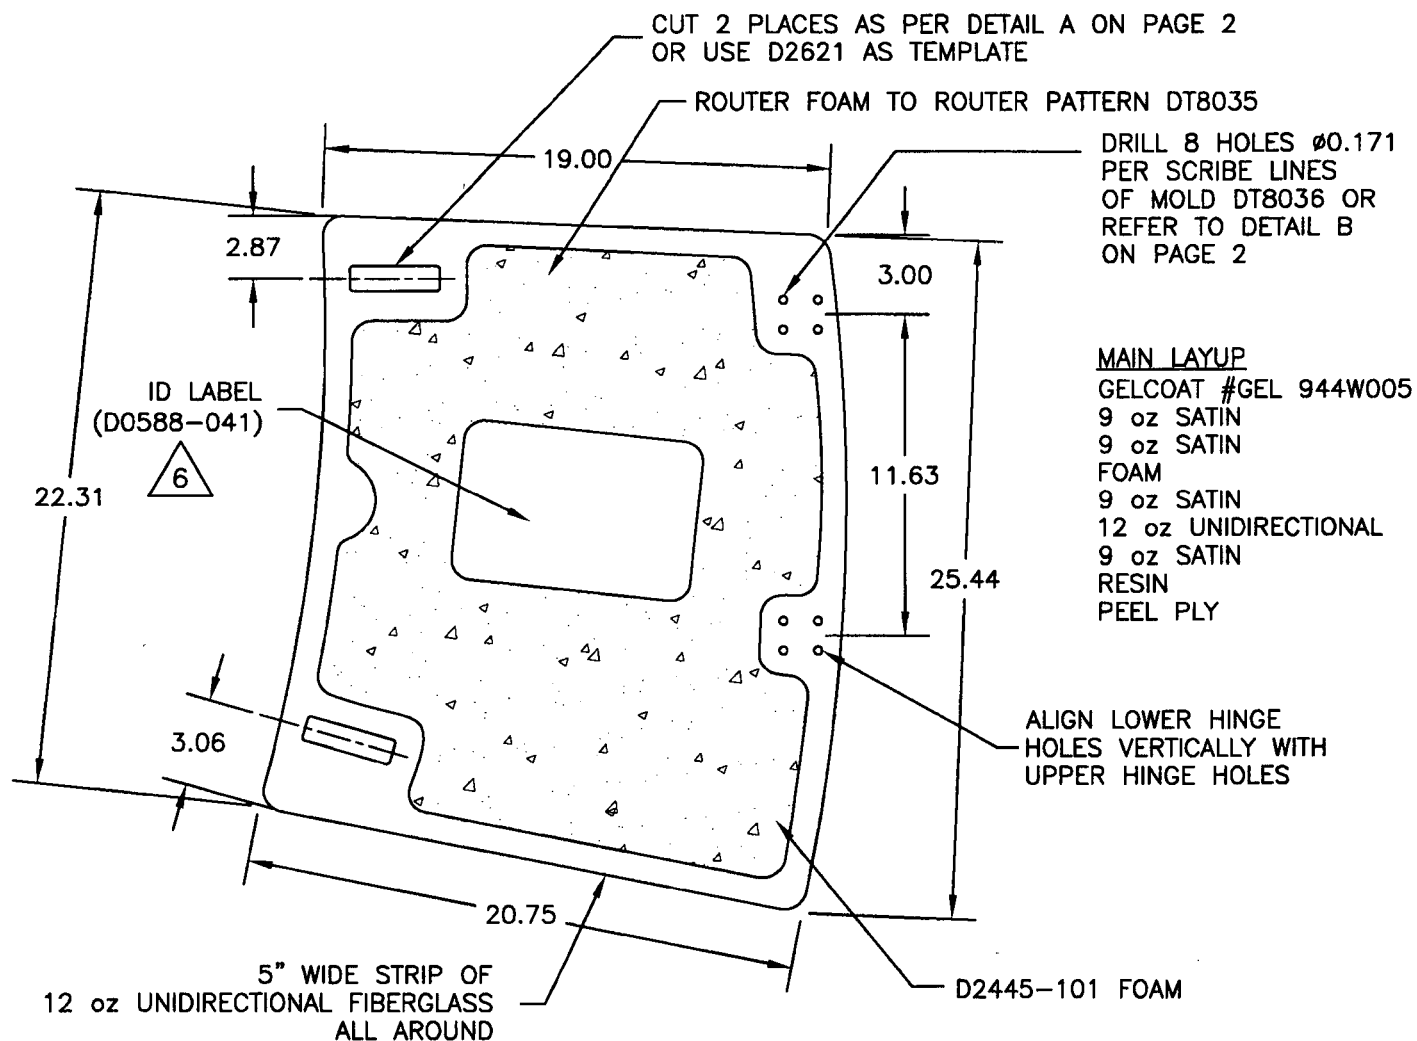 CUT 2 PLACES AS PER DETAIL A ON PAGE 2
OR USE D2621 AS TEMPLATE
ROUTER FOAM TO ROUTER PATTERN DT8035
DRILL 8 HOLES ø0.171
PER SCRIBE LINES
OF MOLD DT8036 OR
REFER TO DETAIL B
ON PAGE 2
19.00
2.87
3.00
MAIN LAYUP
GELCOAT #GEL 944W005
9 oz SATIN
9 oz SATIN
FOAM
9 oz SATIN
12 oz UNIDIRECTIONAL
9 oz SATIN
RESIN
PEEL PLY
ID LABEL
(D0588-041)
6
22.31
11.63
25.44
3.06
ALIGN LOWER HINGE
HOLES VERTICALLY WITH
UPPER HINGE HOLES
20.75
5" WIDE STRIP OF
12 oz UNIDIRECTIONAL FIBERGLASS
ALL AROUND
D2445-101 FOAM